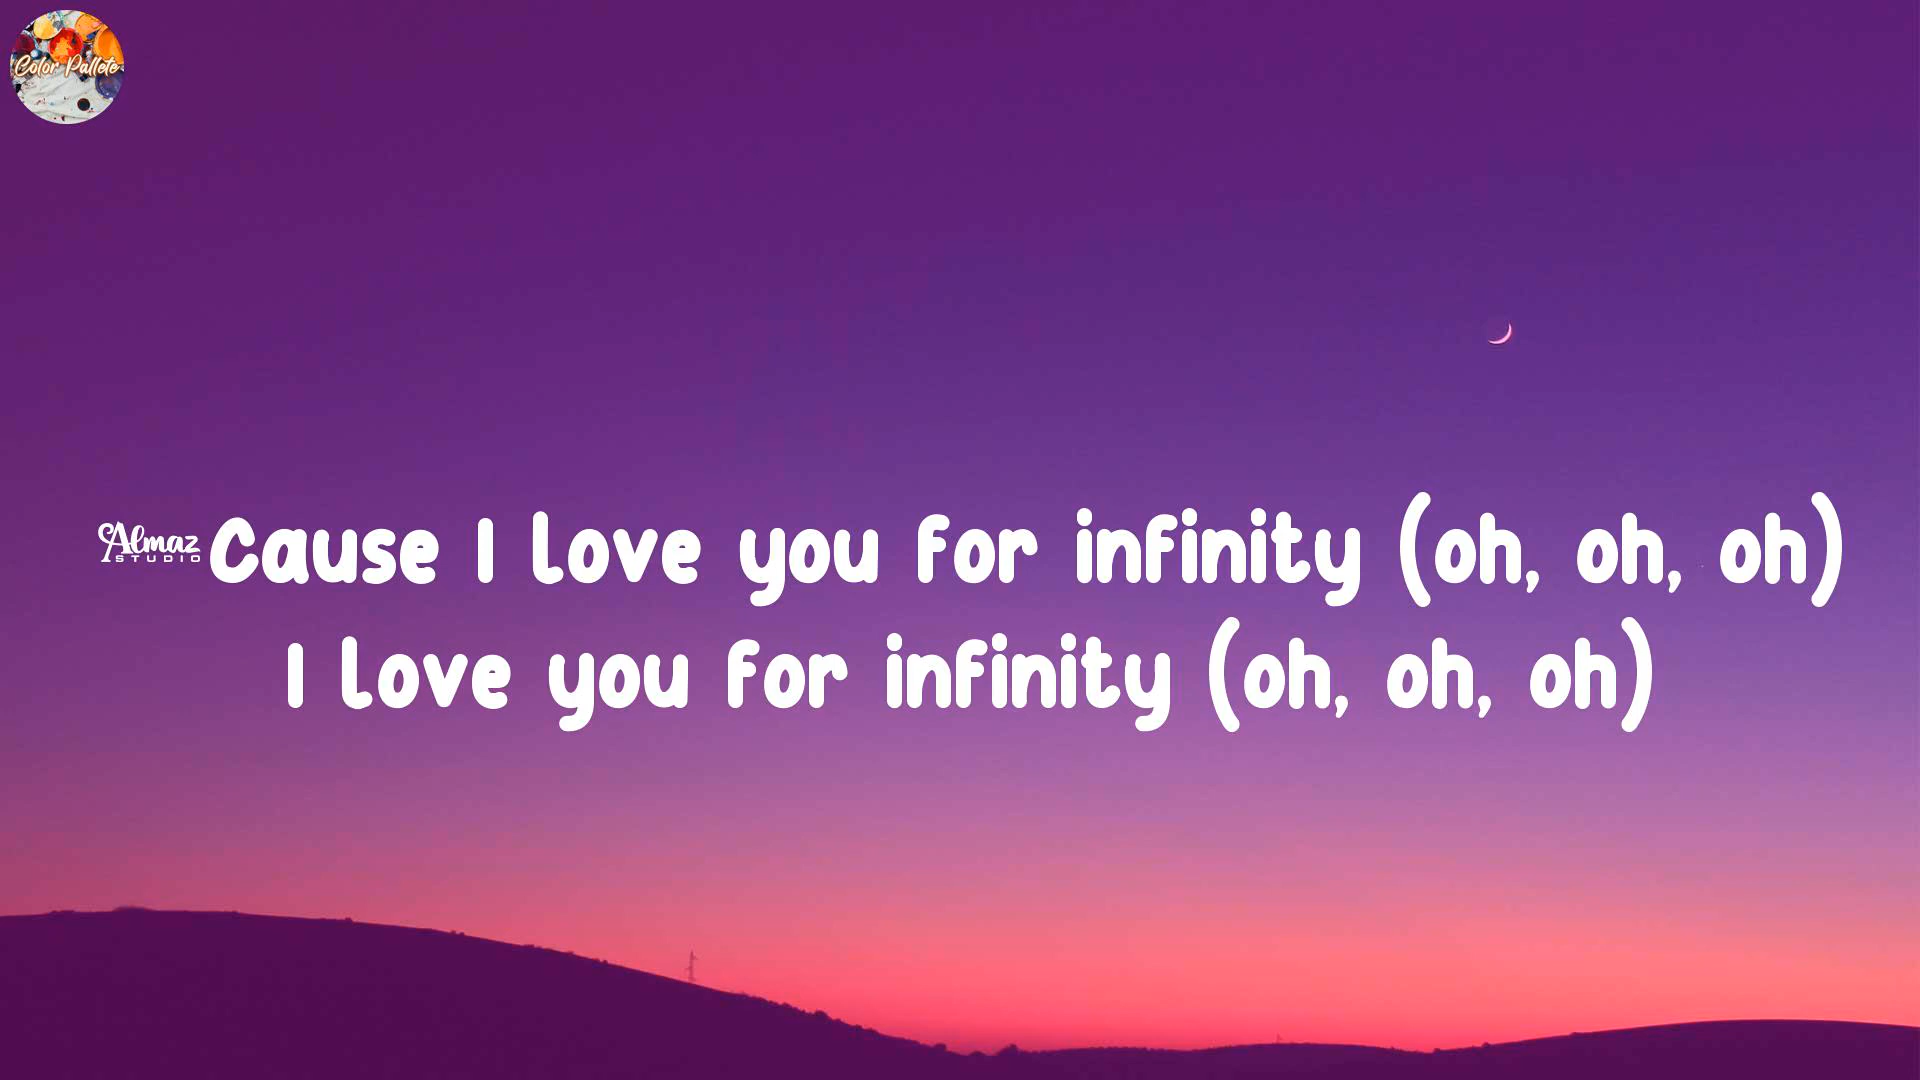 Color Pallete
Almaz
STUDIO
Cause I love you for infinity (oh, oh, oh)
I love you for infinity (oh, oh, oh)